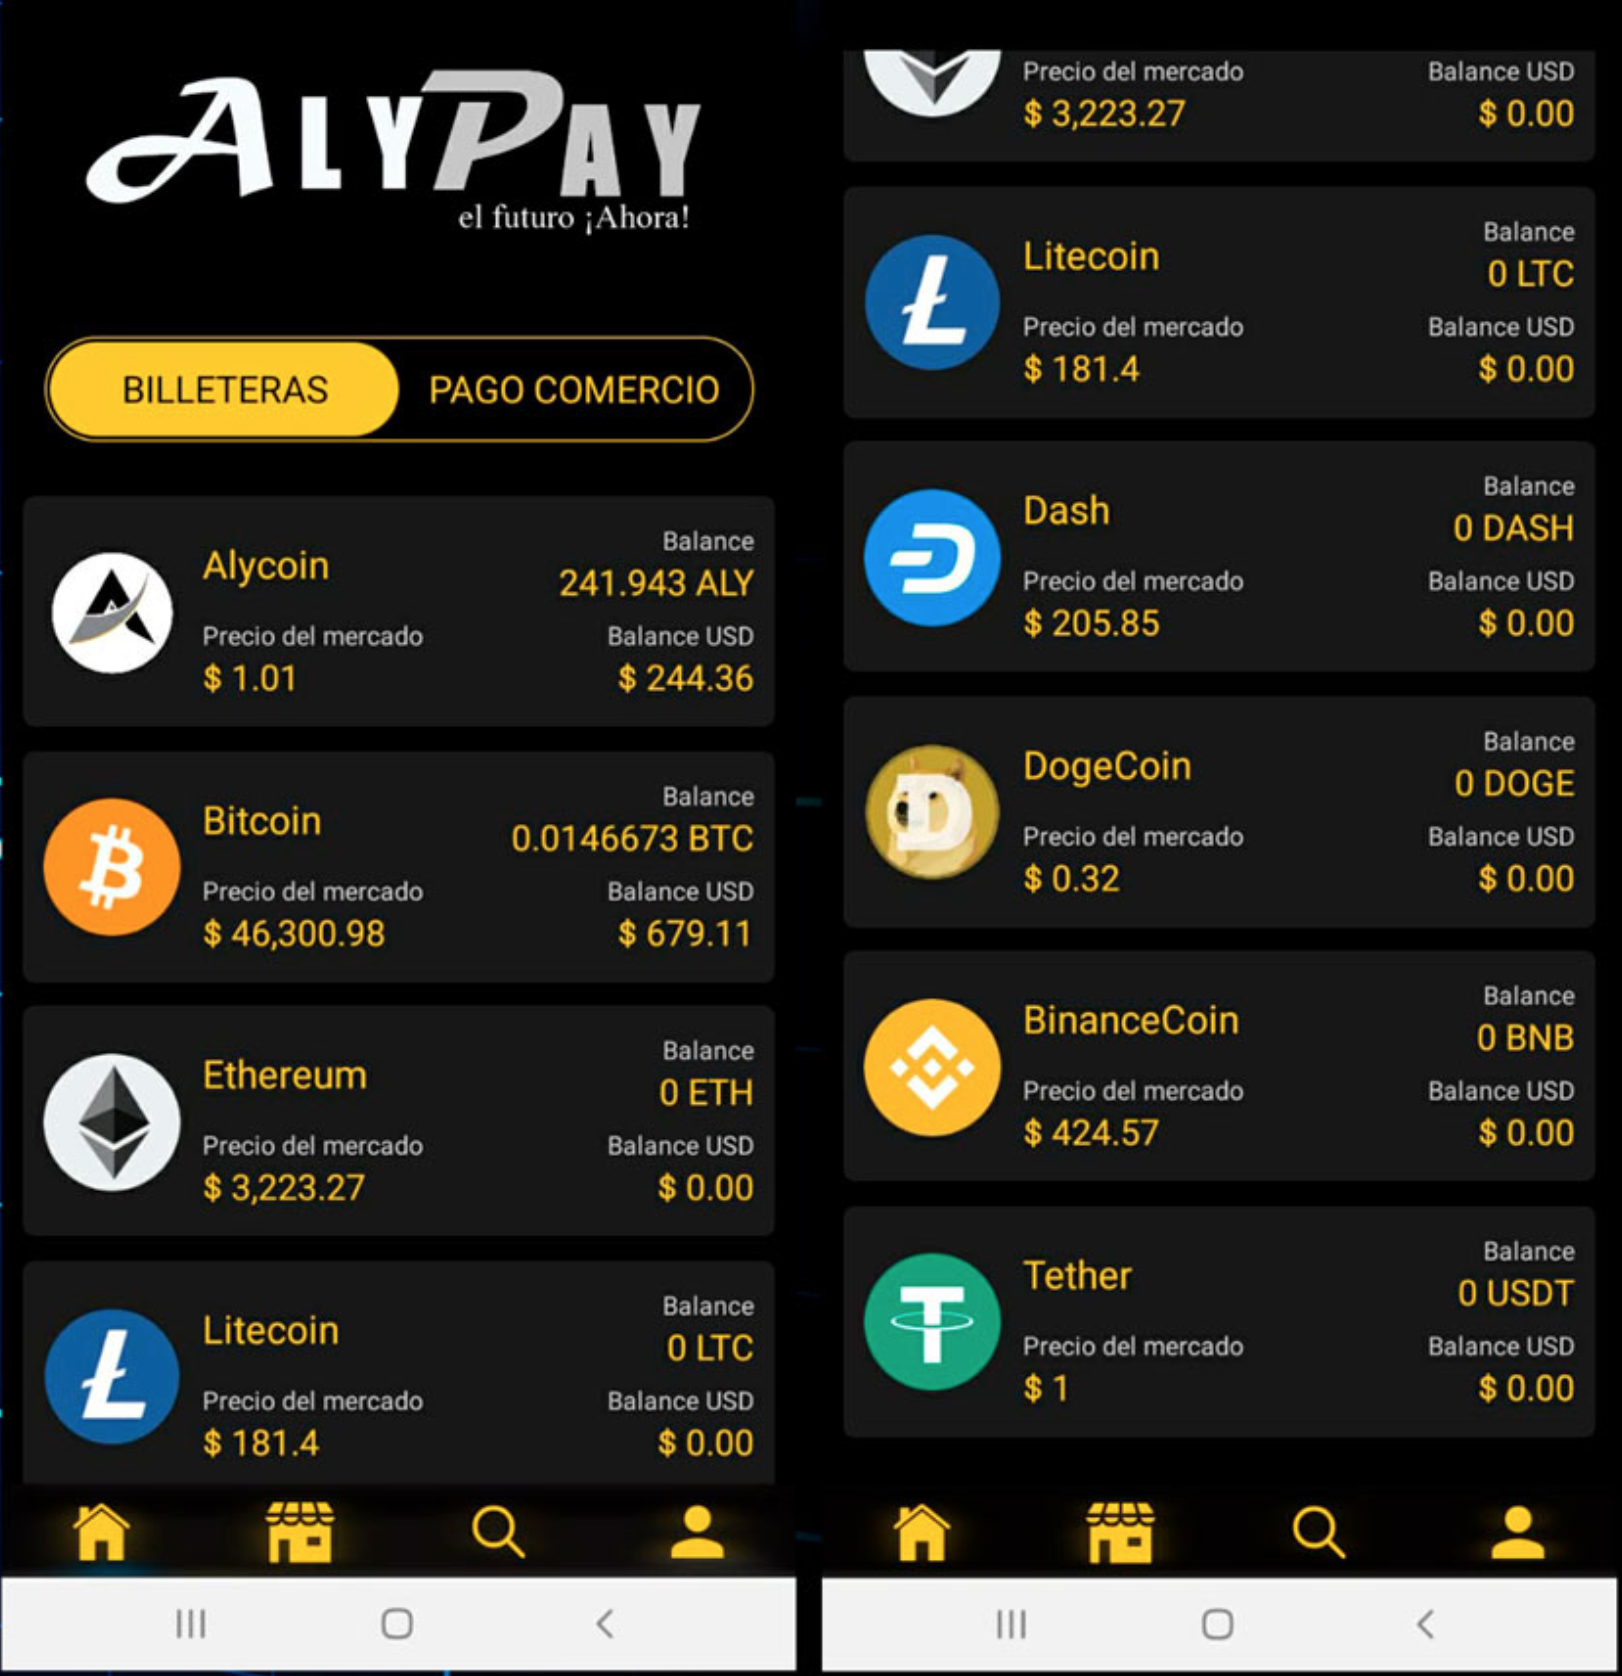 ALYPAY
el futuro ¡Ahora!
BILLETERAS
PAGO COMERCIO
Balance
Alycoin
241.943 ALY
Precio del mercado
Balance USD
$ 1.01
$ 244.36
Balance
Bitcoin
0.0146673 BTC
Precio del mercado
Balance USD
$ 46,300.98
$ 679.11
Balance
Ethereum
0 ETH
Precio del mercado
Balance USD
$ 3,223.27
$ 0.00
Balance
Litecoin
0 LTC
Precio del mercado
Balance USD
$ 181.4
$ 0.00
Precio del mercado
Balance USD
$ 3,223.27
$ 0.00
Balance
Litecoin
0 LTC
Precio del mercado
Balance USD
$ 181.4
$ 0.00
Balance
Dash
0 DASH
Precio del mercado
Balance USD
$ 205.85
$ 0.00
Balance
DogeCoin
0 DOGE
Precio del mercado
Balance USD
$ 0.32
$ 0.00
Balance
BinanceCoin
0 BNB
Precio del mercado
Balance USD
$ 424.57
$ 0.00
Balance
Tether
0 USDT
Precio del mercado
Balance USD
$ 1
$ 0.00